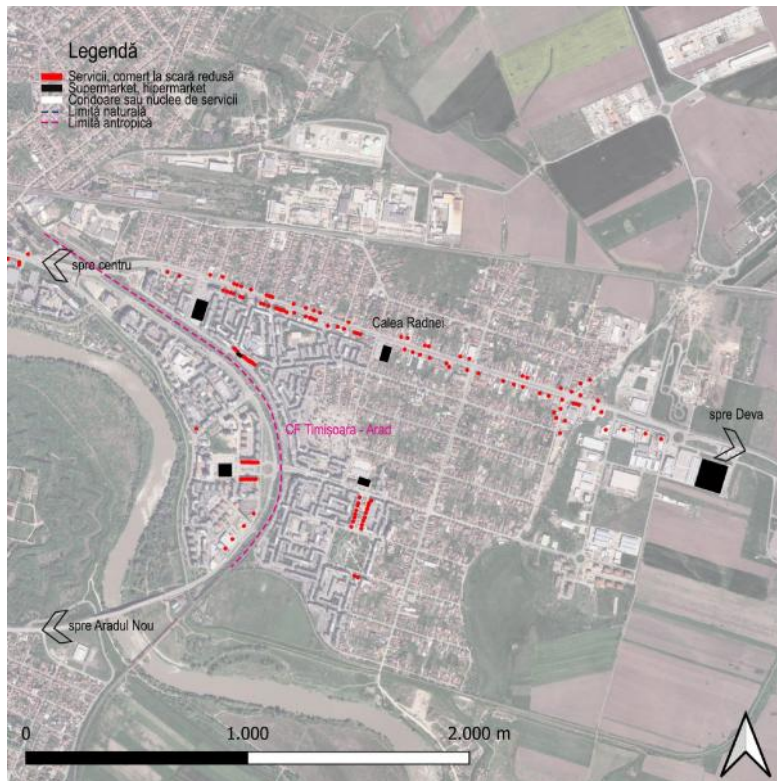 Legendă
Servicii, comerț la scară redusă
Supermarket, hipermarket
Coridoare sau nuclee de servicii
Limită naturală
Limită antropică
spre centru
Calea Radnei
spre Deva
CF Timișoara - Arad
spre Aradul Nou
0 1.000 2.000 m